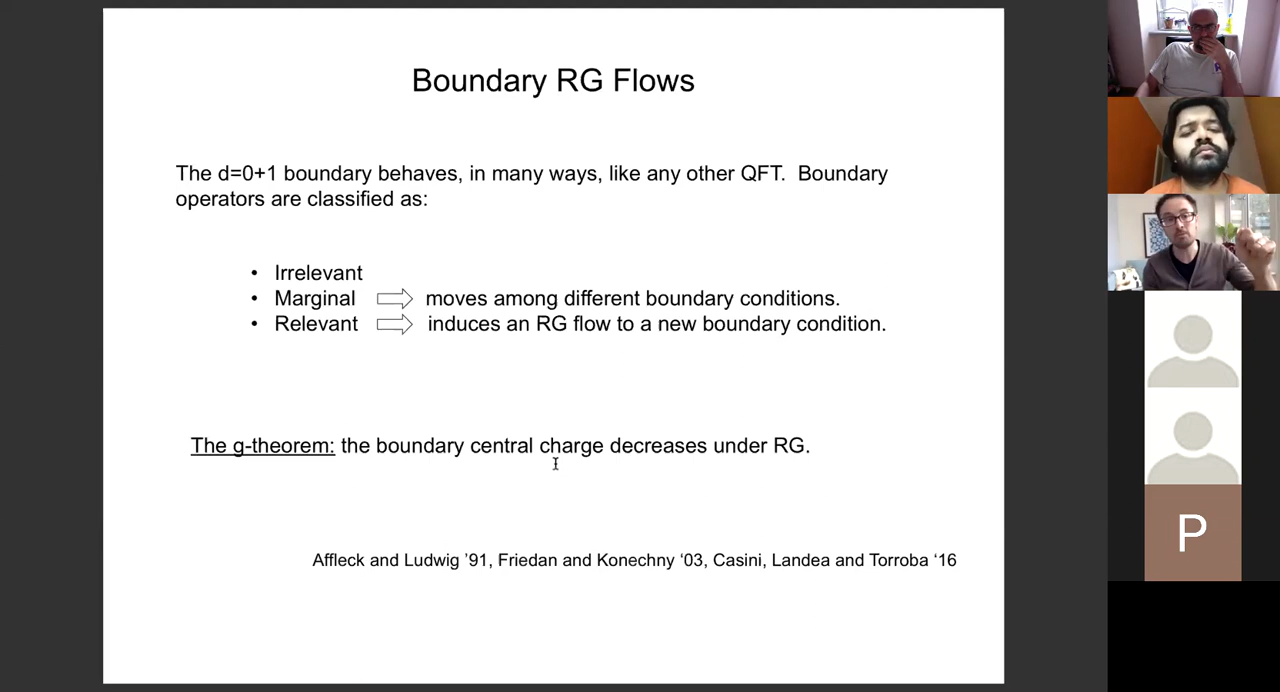 Boundary RG Flows
The d=0+1 boundary behaves, in many ways, like any other QFT.  Boundary
operators are classified as:
• Irrelevant
• Marginal ⇨ moves among different boundary conditions.
• Relevant ⇨ induces an RG flow to a new boundary condition.
The g-theorem: the boundary central charge decreases under RG.
Affleck and Ludwig ’91, Friedan and Konechny ‘03, Casini, Landea and Torroba ‘16
P